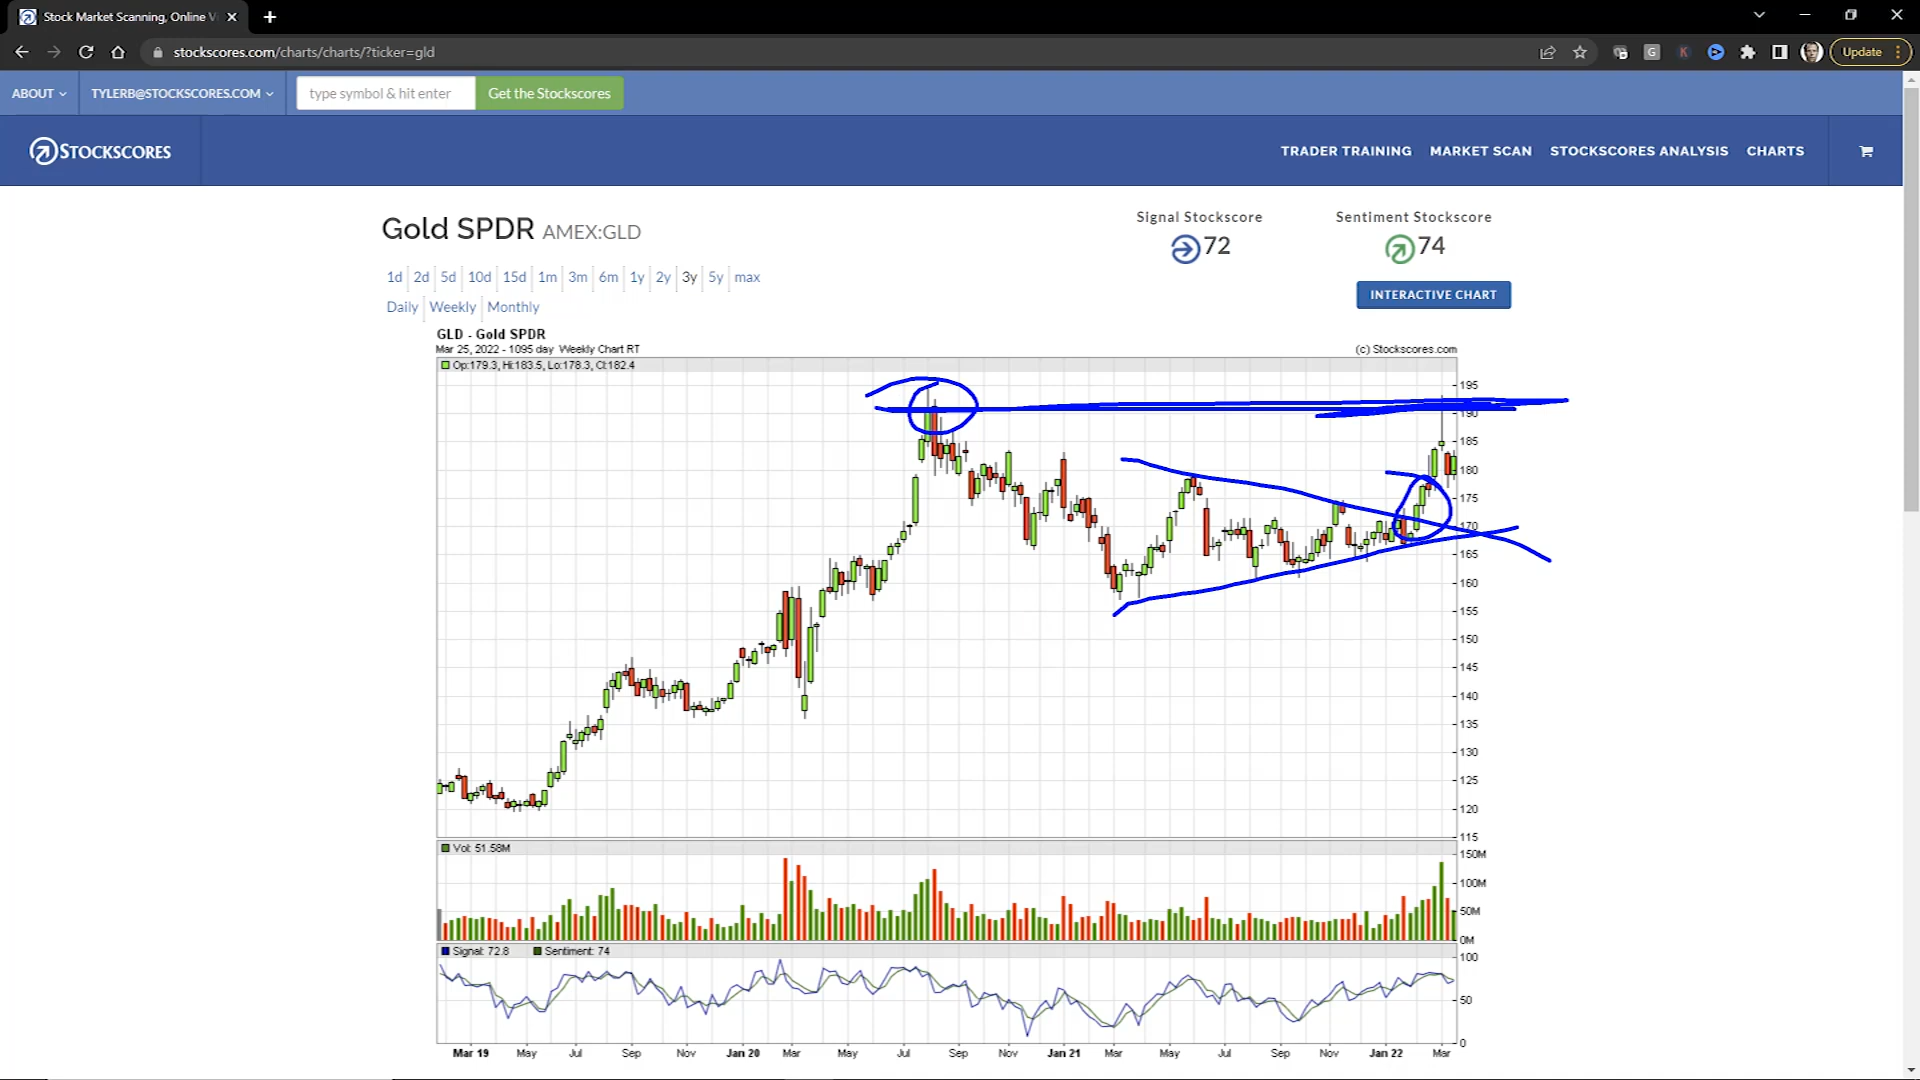 Stock Market Scanning, Online V
stockscores.com/charts/charts/?ticker=gld
Update
ABOUT
TYLERB@STOCKSCORES.COM
type symbol & hit enter
Get the Stockscores
STOCKSCORES
TRADER TRAINING
MARKET SCAN
STOCKSCORES ANALYSIS
CHARTS
Gold SPDR AMEX:GLD
Signal Stockscore
72
Sentiment Stockscore
74
1d 2d 5d 10d 15d 1m 3m 6m 1y 2y 3y 5y max
Daily Weekly Monthly
INTERACTIVE CHART
GLD - Gold SPDR
Mar 25, 2022 - 1095 day Weekly Chart RT
(c) Stockscores.com
Op:179.3, Hi:183.5, Lo:178.3, Cl:182.4
195
190
185
180
175
170
165
160
155
150
145
140
135
130
125
120
115
Vol: 51.58M
150M
100M
50M
0M
Signal: 72.8 Sentiment: 74
100
50
0
Mar 19 May Jul Sep Nov Jan 20 Mar May Jul Sep Nov Jan 21 Mar May Jul Sep Nov Jan 22 Mar